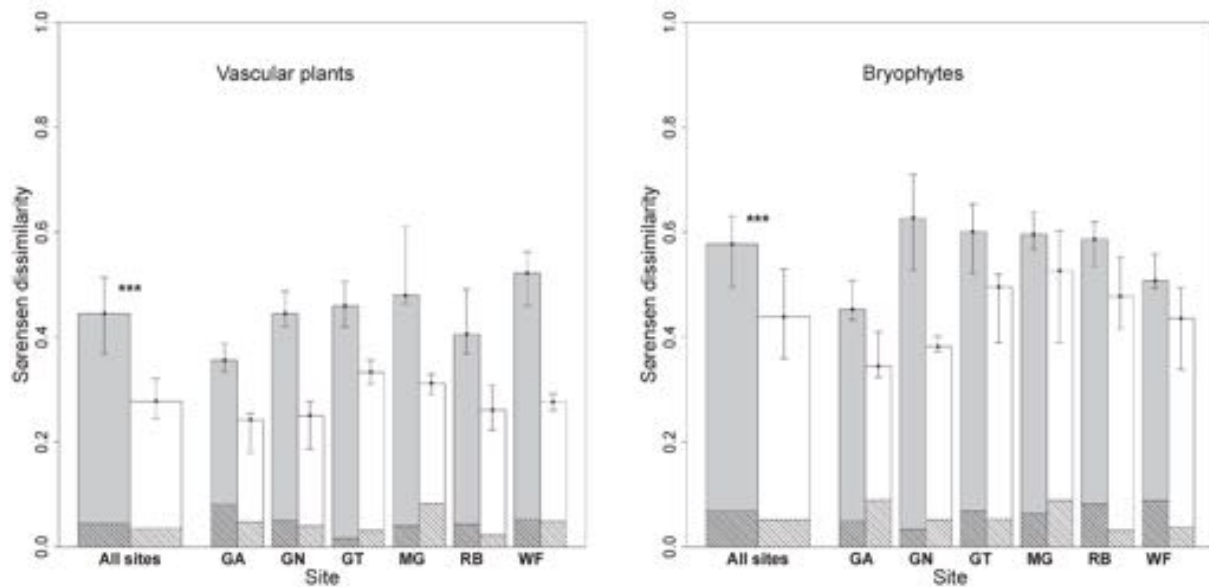 Vascular plants
Sørensen dissimilarity
1.0
0.8
0.6
0.4
0.2
0.0
***
All sites GA GN GT MG RB WF
Site
Bryophytes
Sørensen dissimilarity
1.0
0.8
0.6
0.4
0.2
0.0
***
All sites GA GN GT MG RB WF
Site